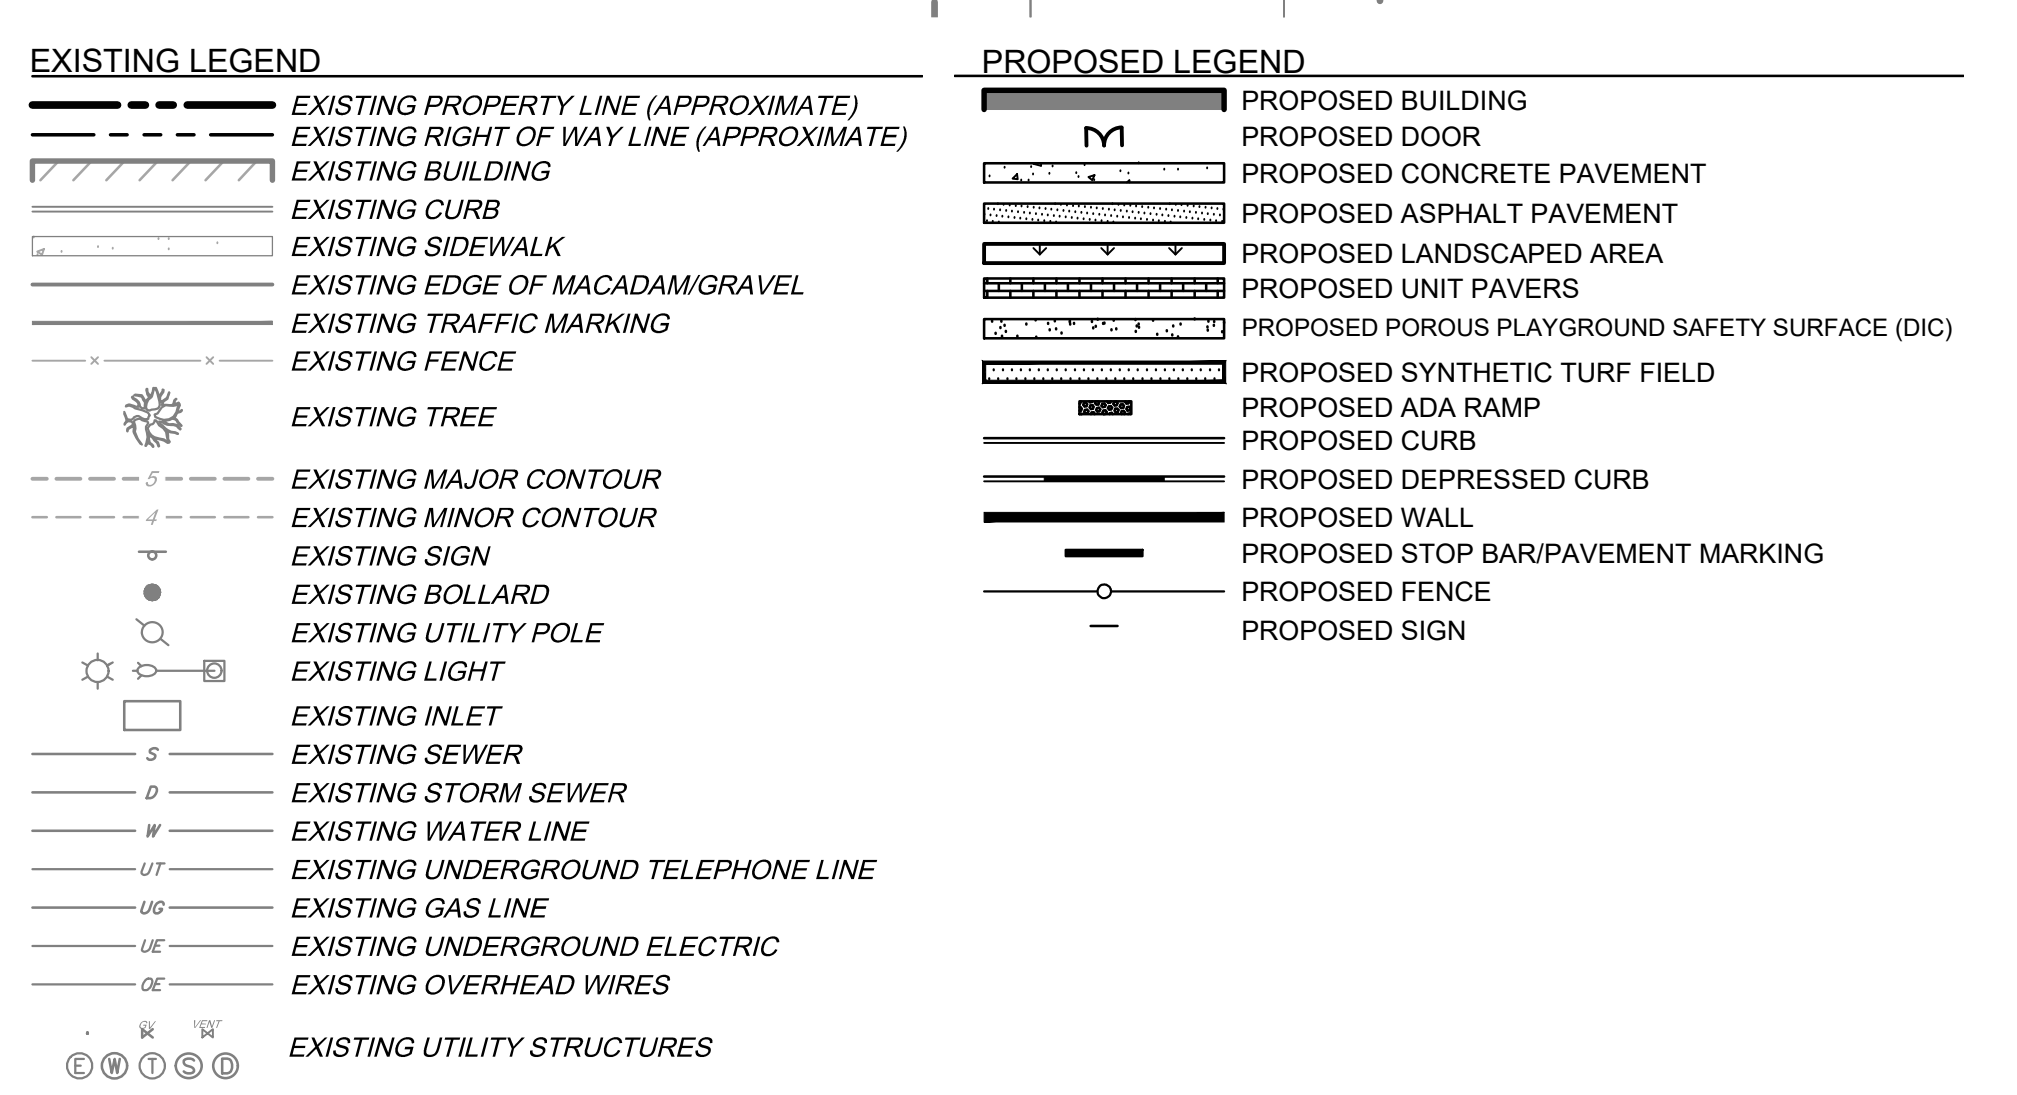 EXISTING LEGEND
EXISTING PROPERTY LINE (APPROXIMATE)
EXISTING RIGHT OF WAY LINE (APPROXIMATE)
EXISTING BUILDING
EXISTING CURB
EXISTING SIDEWALK
EXISTING EDGE OF MACADAM/GRAVEL
EXISTING TRAFFIC MARKING
EXISTING FENCE
EXISTING TREE
5 EXISTING MAJOR CONTOUR
4 EXISTING MINOR CONTOUR
EXISTING SIGN
EXISTING BOLLARD
EXISTING UTILITY POLE
EXISTING LIGHT
EXISTING INLET
S EXISTING SEWER
D EXISTING STORM SEWER
W EXISTING WATER LINE
UT EXISTING UNDERGROUND TELEPHONE LINE
UG EXISTING GAS LINE
UE EXISTING UNDERGROUND ELECTRIC
OE EXISTING OVERHEAD WIRES
GV VENT
EXISTING UTILITY STRUCTURES
E W T S D
PROPOSED LEGEND
PROPOSED BUILDING
PROPOSED DOOR
PROPOSED CONCRETE PAVEMENT
PROPOSED ASPHALT PAVEMENT
PROPOSED LANDSCAPED AREA
PROPOSED UNIT PAVERS
PROPOSED POROUS PLAYGROUND SAFETY SURFACE (DIC)
PROPOSED SYNTHETIC TURF FIELD
PROPOSED ADA RAMP
PROPOSED CURB
PROPOSED DEPRESSED CURB
PROPOSED WALL
PROPOSED STOP BAR/PAVEMENT MARKING
PROPOSED FENCE
PROPOSED SIGN